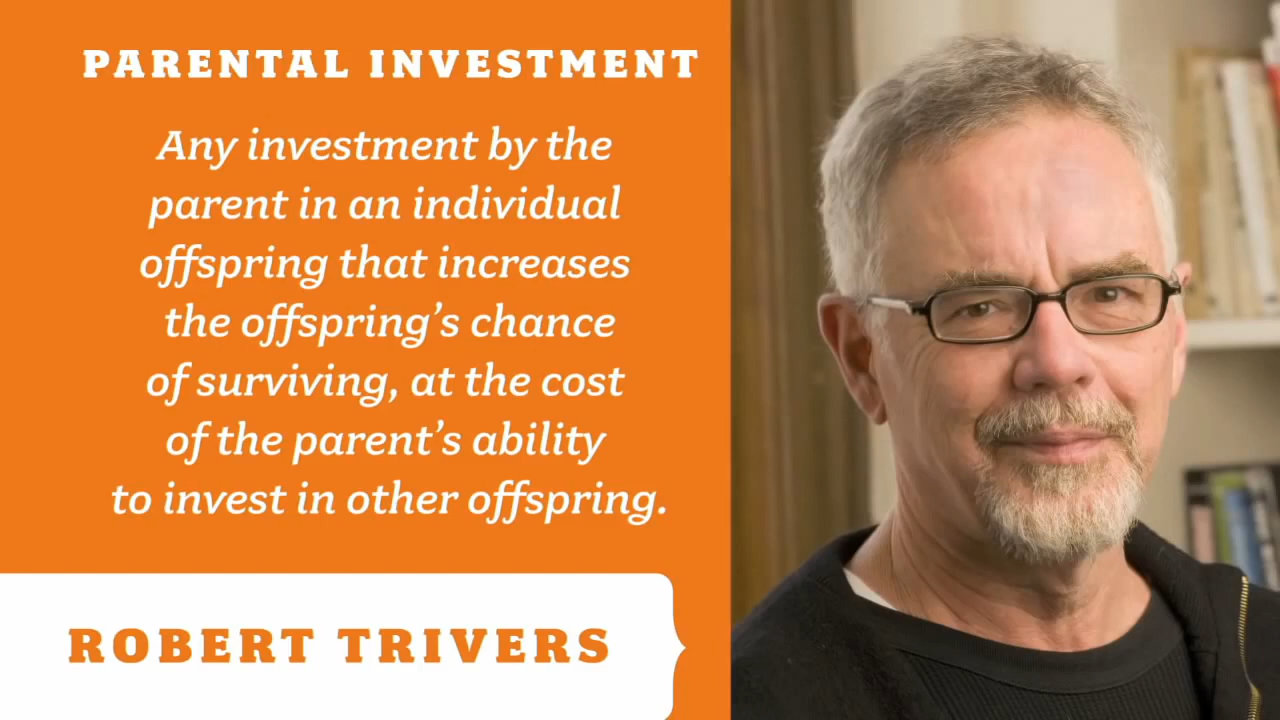 PARENTAL INVESTMENT
Any investment by the
parent in an individual
offspring that increases
the offspring's chance
of surviving, at the cost
of the parent's ability
to invest in other offspring.
ROBERT TRIVERS